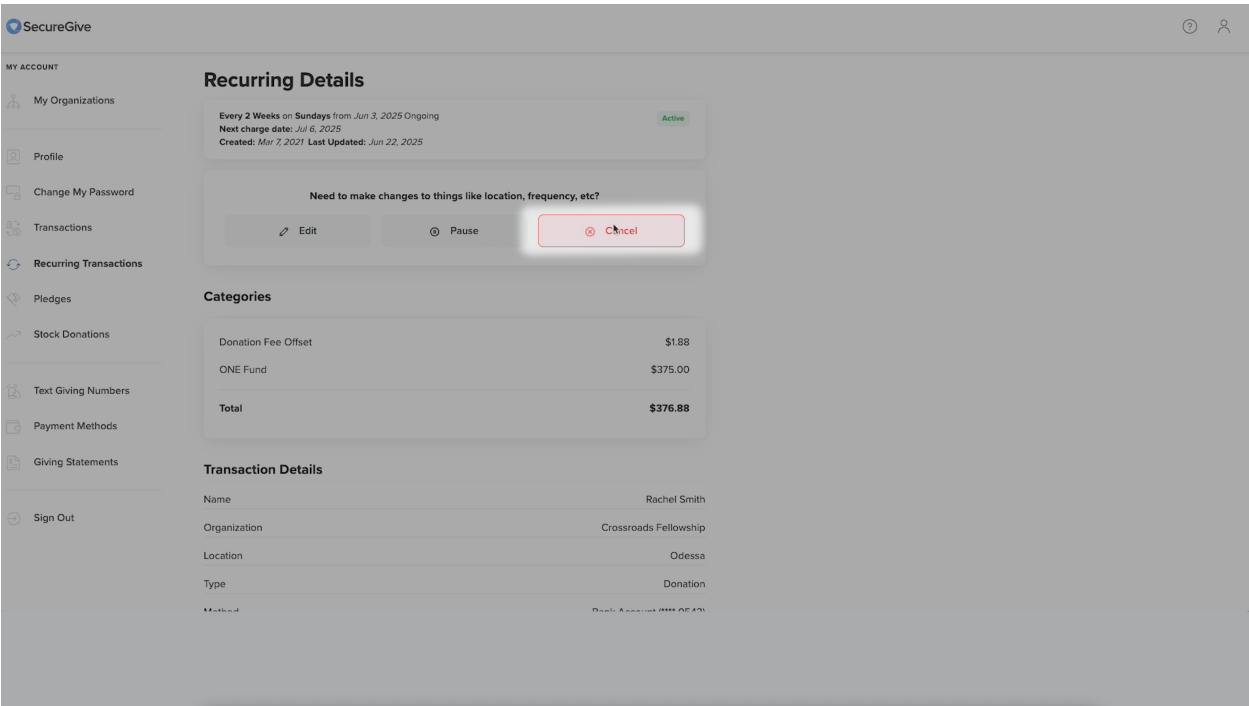 SecureGive
MY ACCOUNT
My Organizations
Profile
Change My Password
Transactions
Recurring Transactions
Pledges
Stock Donations
Text Giving Numbers
Payment Methods
Giving Statements
Sign Out
Recurring Details
Every 2 Weeks on Sundays from Jun 3, 2025 Ongoing
Active
Next charge date: Jul 6, 2025
Created: Mar 7, 2021 Last Updated: Jun 22, 2025
Need to make changes to things like location, frequency, etc?
Edit Pause Cancel
Categories
Donation Fee Offset $1.88
ONE Fund $375.00
Total $376.88
Transaction Details
Name Rachel Smith
Organization Crossroads Fellowship
Location Odessa
Type Donation
Method Bank Account (**** 9542)